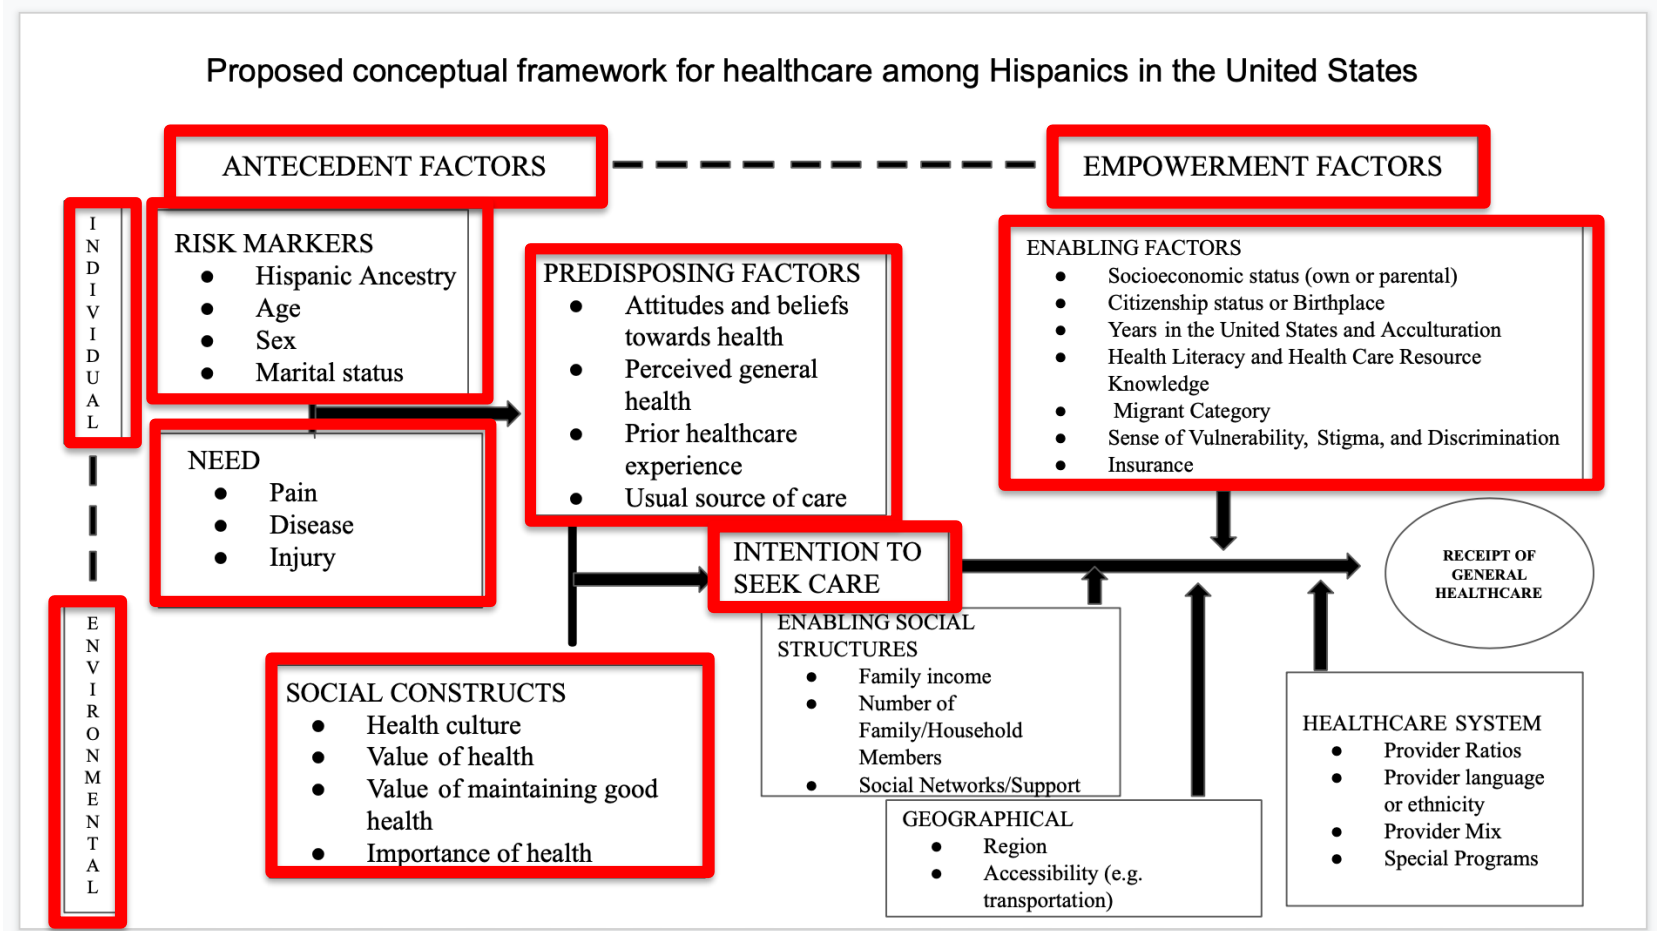 Proposed conceptual framework for healthcare among Hispanics in the United States
ANTECEDENT FACTORS
EMPOWERMENT FACTORS
INDIVIDUAL
RISK MARKERS
● Hispanic Ancestry
● Age
● Sex
● Marital status
NEED
● Pain
● Disease
● Injury
PREDISPOSING FACTORS
● Attitudes and beliefs
towards health
● Perceived general
health
● Prior healthcare
experience
● Usual source of care
ENABLING FACTORS
● Socioeconomic status (own or parental)
● Citizenship status or Birthplace
● Years in the United States and Acculturation
● Health Literacy and Health Care Resource
Knowledge
● Migrant Category
● Sense of Vulnerability, Stigma, and Discrimination
● Insurance
INTENTION TO
SEEK CARE
RECEIPT OF
GENERAL
HEALTHCARE
ENVIRONMENTAL
SOCIAL CONSTRUCTS
● Health culture
● Value of health
● Value of maintaining good
health
● Importance of health
ENABLING SOCIAL
STRUCTURES
● Family income
● Number of
Family/Household
Members
● Social Networks/Support
GEOGRAPHICAL
● Region
● Accessibility (e.g.
transportation)
HEALTHCARE SYSTEM
● Provider Ratios
● Provider language
or ethnicity
● Provider Mix
● Special Programs